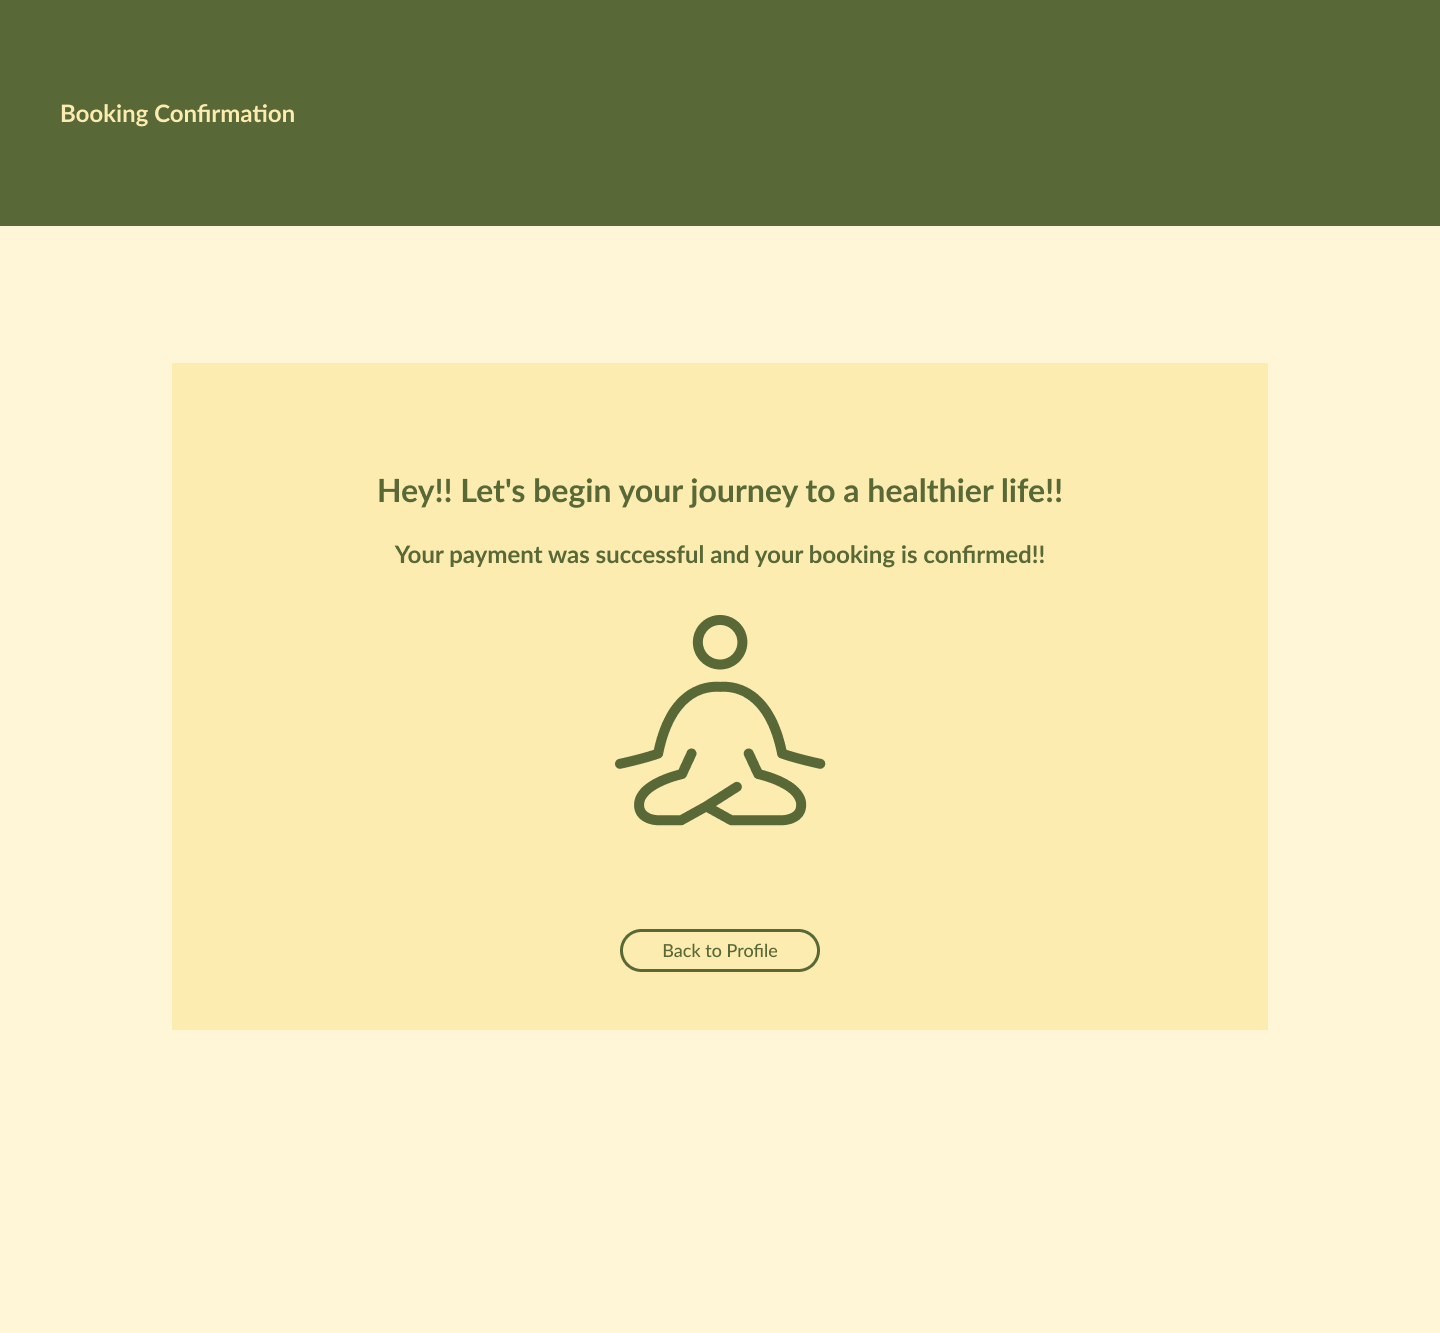 Booking Confirmation
Hey!! Let's begin your journey to a healthier life!!
Your payment was successful and your booking is confirmed!!
Back to Profile